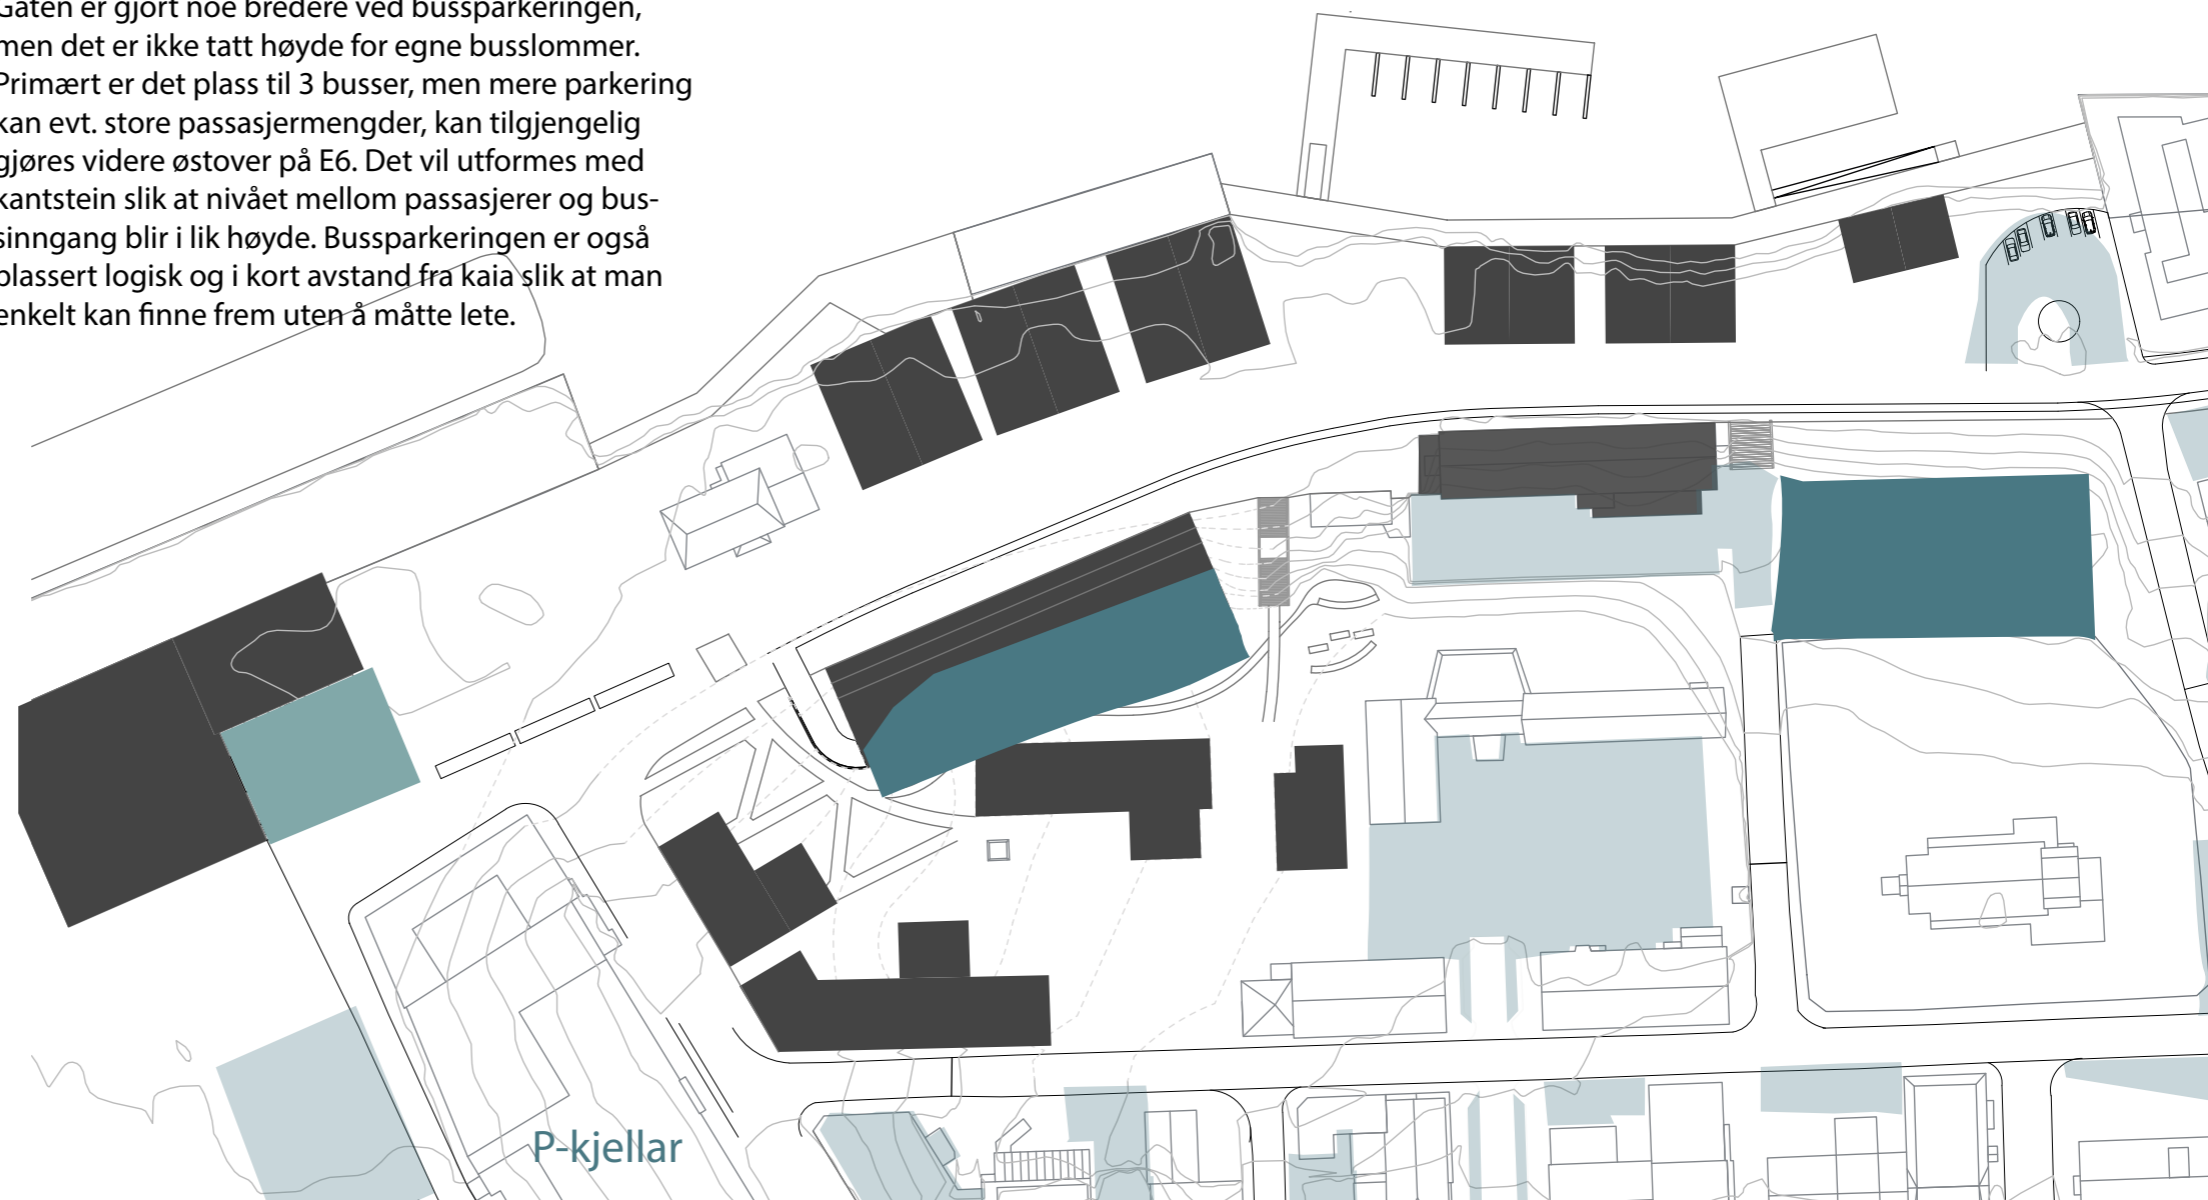 Gaten er gjort noe bredere ved bussparkeringen,
men det er ikke tatt høyde for egne busslommer.
Primært er det plass til 3 busser, men mere parkering
kan evt. store passasjermengder, kan tilgjengelig
gjøres videre østover på E6. Det vil utformes med
kantstein slik at nivået mellom passasjerer og bus-
sinngang blir i lik høyde. Bussparkeringen er også
plassert logisk og i kort avstand fra kaia slik at man
enkelt kan finne frem uten å måtte lete.
P-kjellar